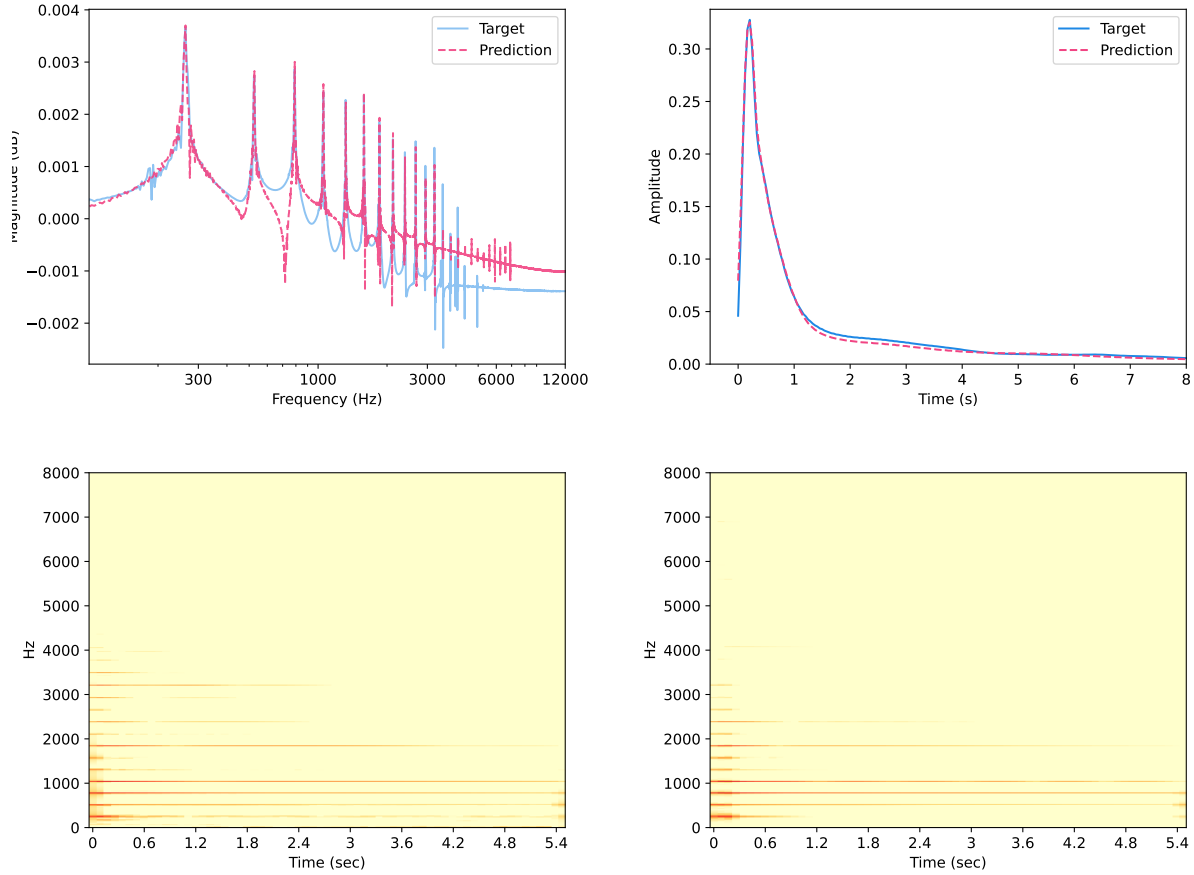 0.004
0.003
0.002
0.001
0.000
−0.001
−0.002
Magnitude (dB)
300 1000 3000 6000 12000
Frequency (Hz)
Target
Prediction
0.30
0.25
0.20
0.15
0.10
0.05
0.00
Amplitude
0 1 2 3 4 5 6 7 8
Time (s)
Target
Prediction
8000
7000
6000
5000
4000
3000
2000
1000
0
Hz
0 0.6 1.2 1.8 2.4 3 3.6 4.2 4.8 5.4
Time (sec)
8000
7000
6000
5000
4000
3000
2000
1000
0
Hz
0 0.6 1.2 1.8 2.4 3 3.6 4.2 4.8 5.4
Time (sec)